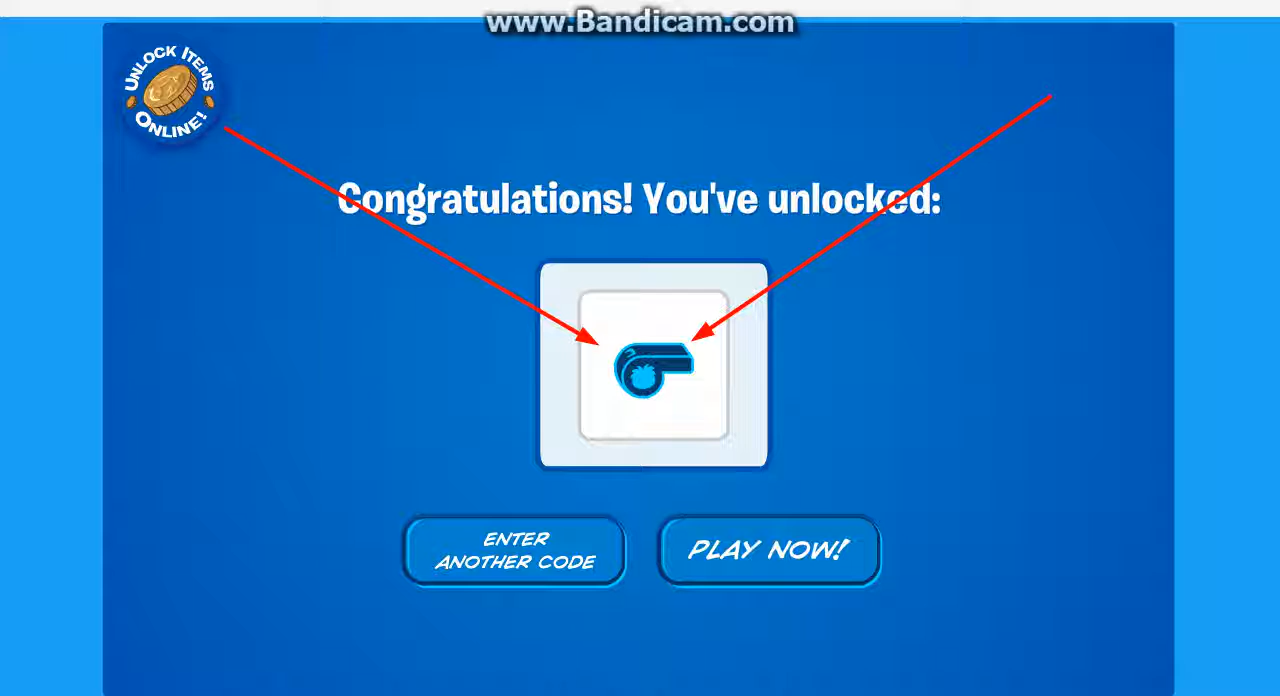 www.Bandicam.com
UNLOCK ITEMS
ONLINE!
Congratulations! You've unlocked:
ENTER
ANOTHER CODE
PLAY NOW!